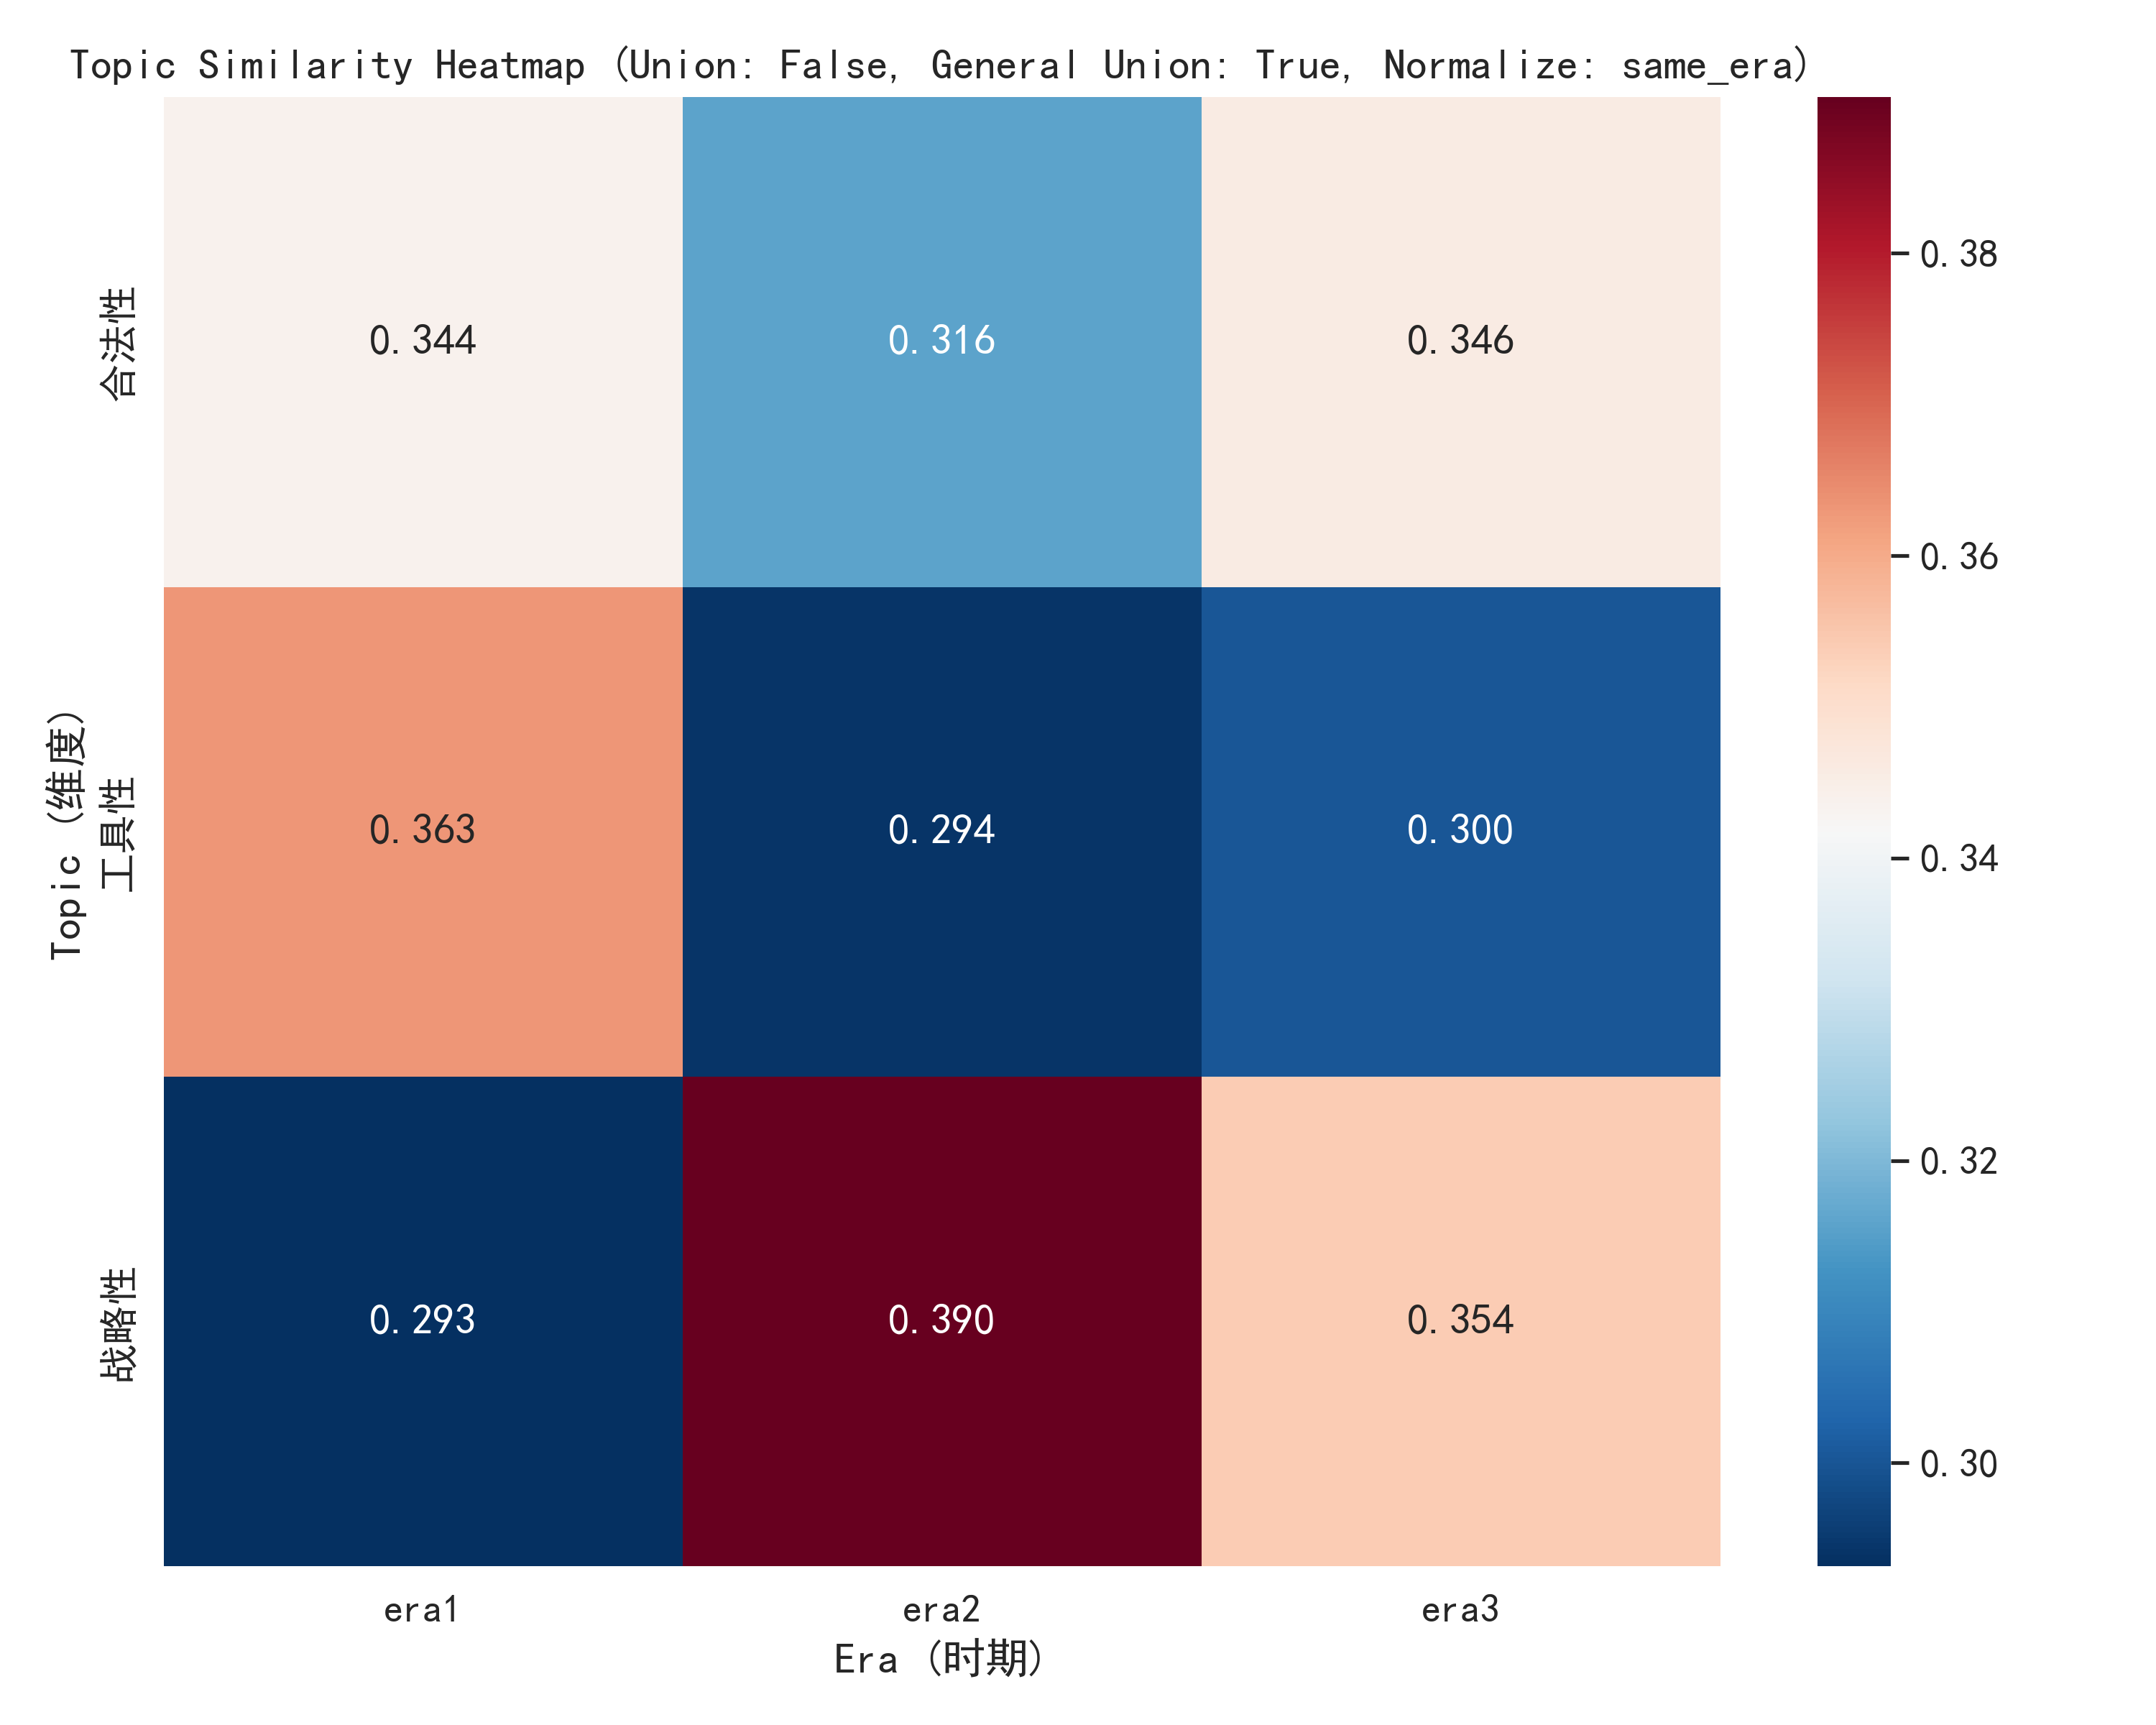 Topic Similarity Heatmap (Union: False, General Union: True, Normalize: same_era)
Topic (维度)
合法性
0.344
0.316
0.346
工具性
0.363
0.294
0.300
战略性
0.293
0.390
0.354
era1
era2
era3
Era (时期)
0.38
0.36
0.34
0.32
0.30